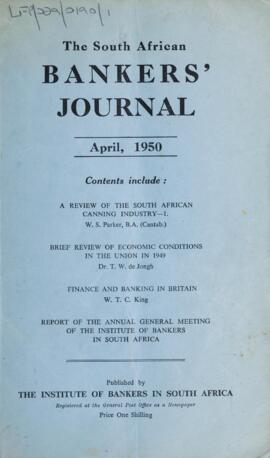 The South African
BANKERS'
JOURNAL
April, 1950
Contents include :
A REVIEW OF THE SOUTH AFRICAN
CANNING INDUSTRY—I.
W. S. Parker, B.A. (Cantab.)
BRIEF REVIEW OF ECONOMIC CONDITIONS
IN THE UNION IN 1949
Dr. T. W. de Jongh
FINANCE AND BANKING IN BRITAIN
W. T. C. King
REPORT OF THE ANNUAL GENERAL MEETING
OF THE INSTITUTE OF BANKERS
IN SOUTH AFRICA
Published by
THE INSTITUTE OF BANKERS IN SOUTH AFRICA
Registered at the General Post Office as a Newspaper
Price One Shilling